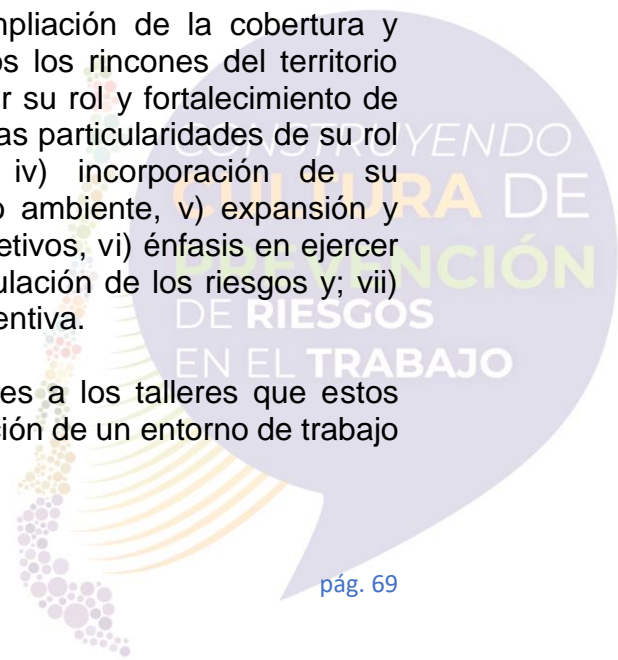 mpliación de la cobertura y
os los rincones del territorio
r su rol y fortalecimiento de
as particularidades de su rol
iv) incorporación de su
o ambiente, v) expansión y
etivos, vi) énfasis en ejercer
ulación de los riesgos y; vii)
entiva.
es a los talleres que estos
ción de un entorno de trabajo
CONSTRUYENDO
CULTURA DE
PREVENCIÓN
DE RIESGOS
EN EL TRABAJO
pág. 69